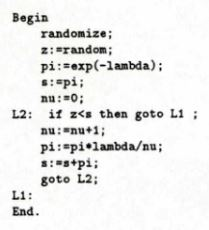 Begin
randomize;
z:=random;
pi:=exp(-lambda);
s:=pi;
nu:=0;
L2: if z<s then goto L1 ;
nu:=nu+1;
pi:=pi*lambda/nu;
s:=s+pi;
goto L2;
L1:
End.